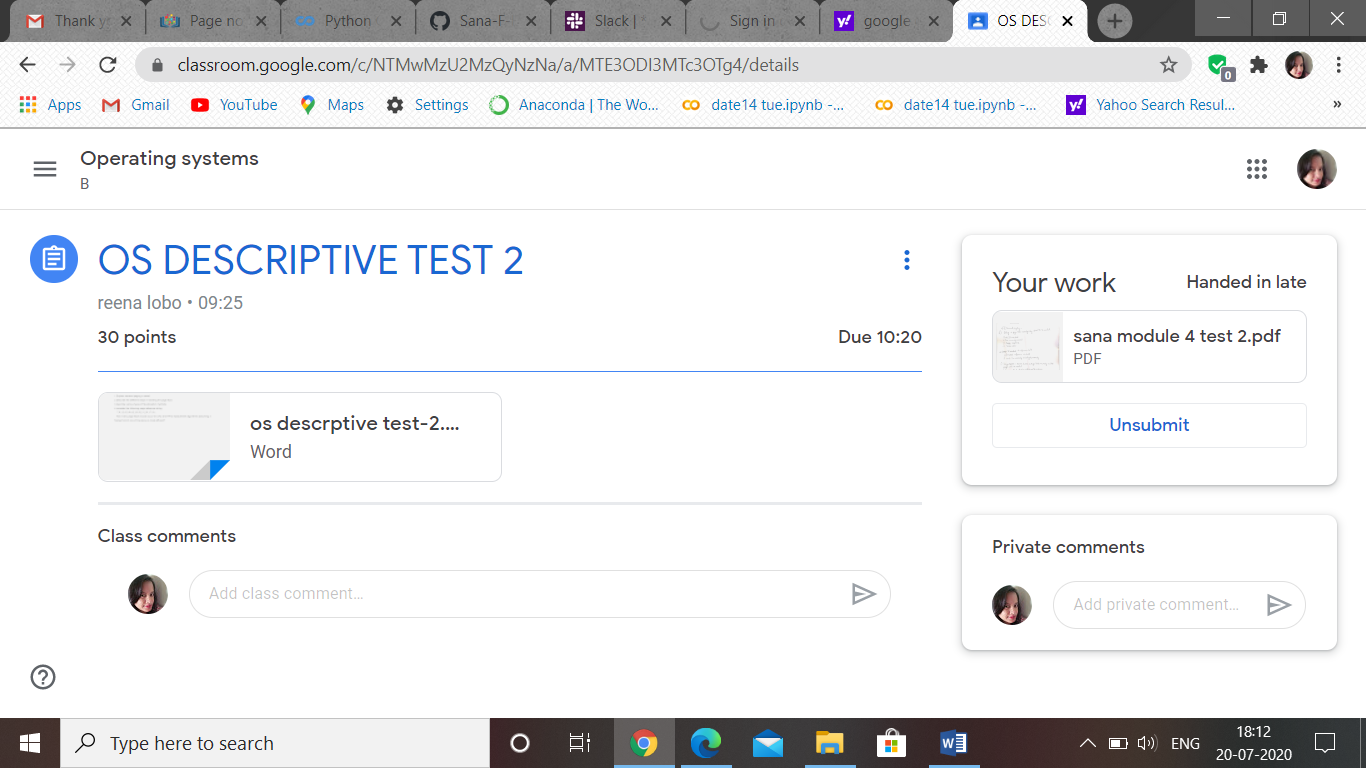 Thank y
Page no
Python
Sana-F-
Slack |
Sign in
google
OS DES
classroom.google.com/c/NTMwMzU2MzQyNzNa/a/MTE3ODI3MTc3OTg4/details
0
Apps
Gmail
YouTube
Maps
Settings
Anaconda | The Wo...
date14 tue.ipynb -...
date14 tue.ipynb -...
Yahoo Search Resul...
»
Operating systems
B
OS DESCRIPTIVE TEST 2
reena lobo • 09:25
30 points
Due 10:20
os descrptive test-2....
Word
Class comments
Add class comment...
Your work
Handed in late
sana module 4 test 2.pdf
PDF
Unsubmit
Private comments
Add private comment...
Type here to search
ENG
18:12
20-07-2020